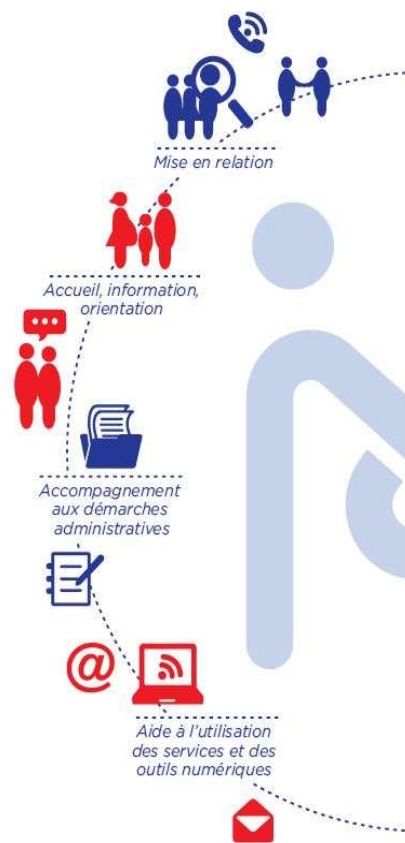 Mise en relation
Accueil, information,
orientation
Accompagnement
aux démarches
administratives
@
Aide à l'utilisation
des services et des
outils numériques